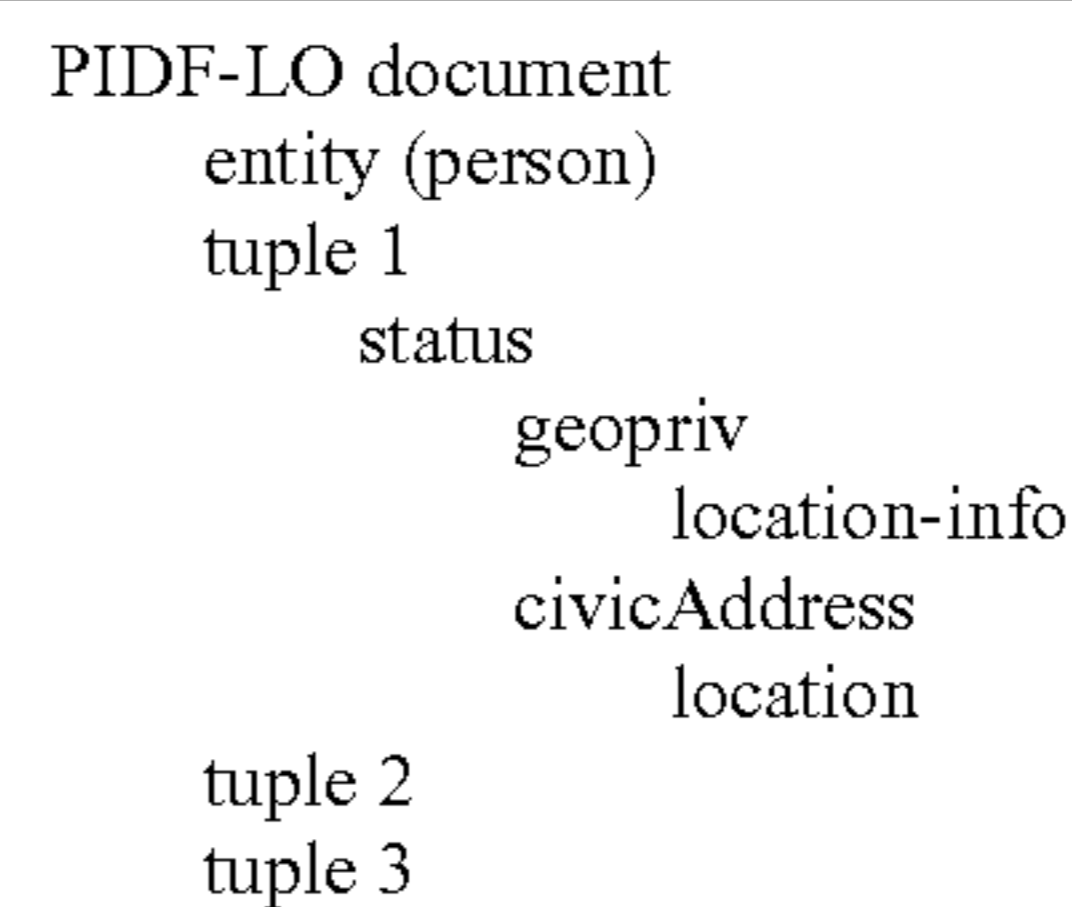 PIDF-LO document
entity (person)
tuple 1
status
geopriv
location-info
civicAddress
location
tuple 2
tuple 3